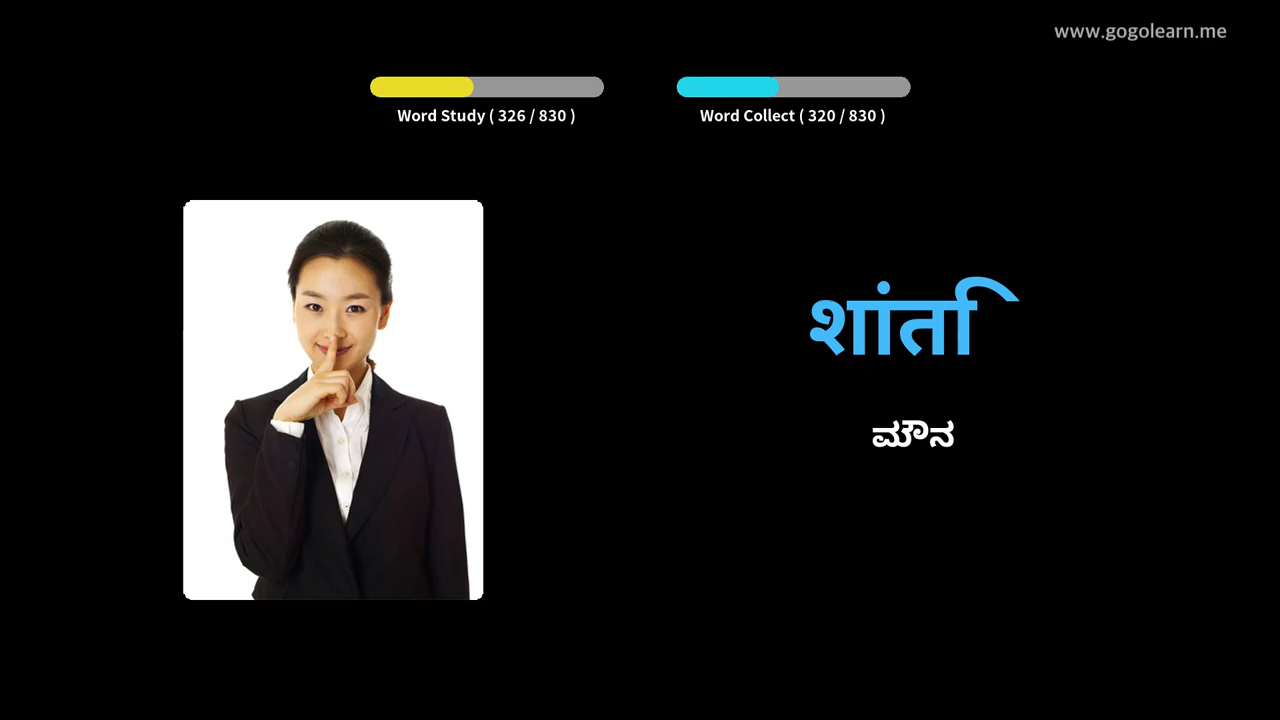 www.gogolearn.me
Word Study ( 326 / 830 )
Word Collect ( 320 / 830 )
शांति
ಮೌನ